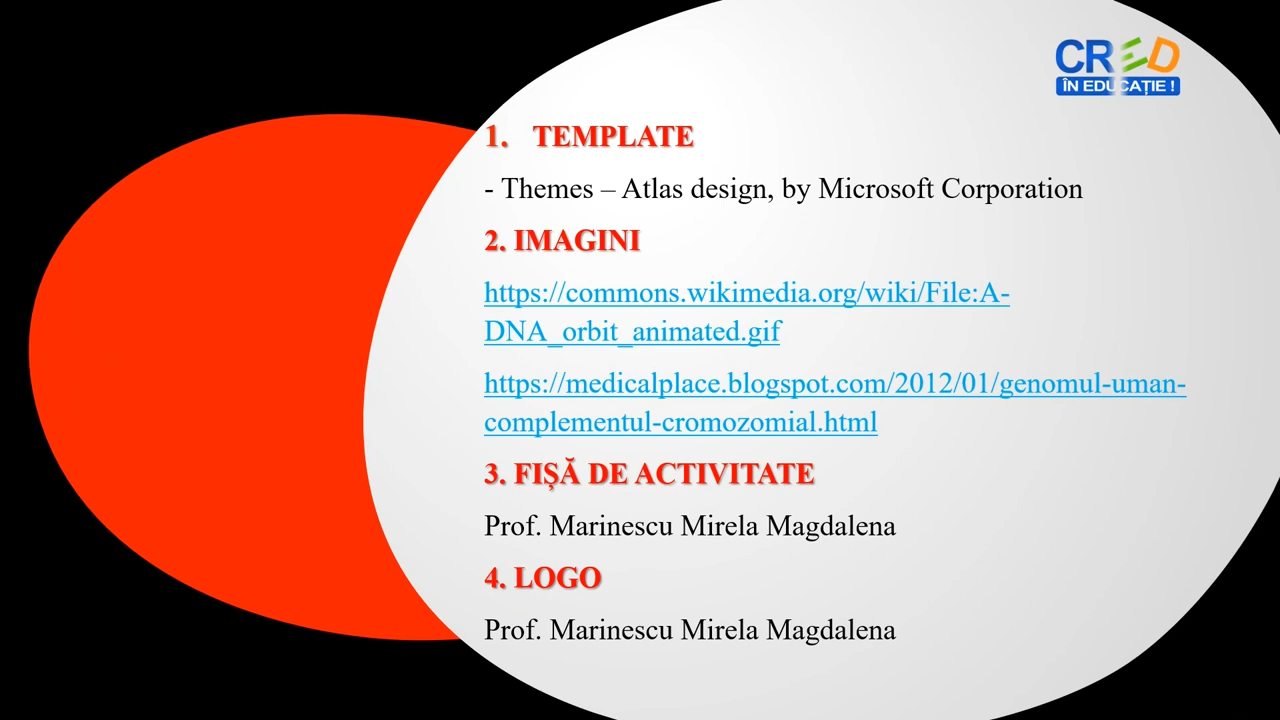 CRED
ÎN EDUCAȚIE !
1. TEMPLATE
- Themes – Atlas design, by Microsoft Corporation
2. IMAGINI
https://commons.wikimedia.org/wiki/File:A-
DNA_orbit_animated.gif
https://medicalplace.blogspot.com/2012/01/genomul-uman-
complementul-cromozomial.html
3. FIȘĂ DE ACTIVITATE
Prof. Marinescu Mirela Magdalena
4. LOGO
Prof. Marinescu Mirela Magdalena